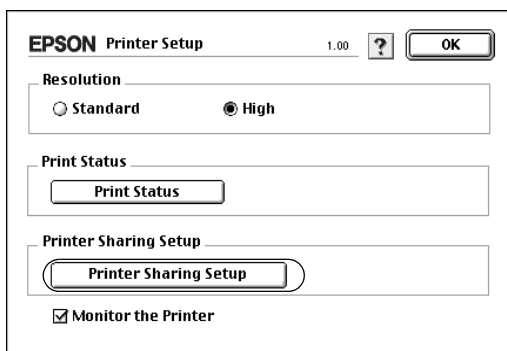 EPSON Printer Setup 1.00 ? OK
Resolution
Standard High
Print Status
Print Status
Printer Sharing Setup
Printer Sharing Setup
Monitor the Printer